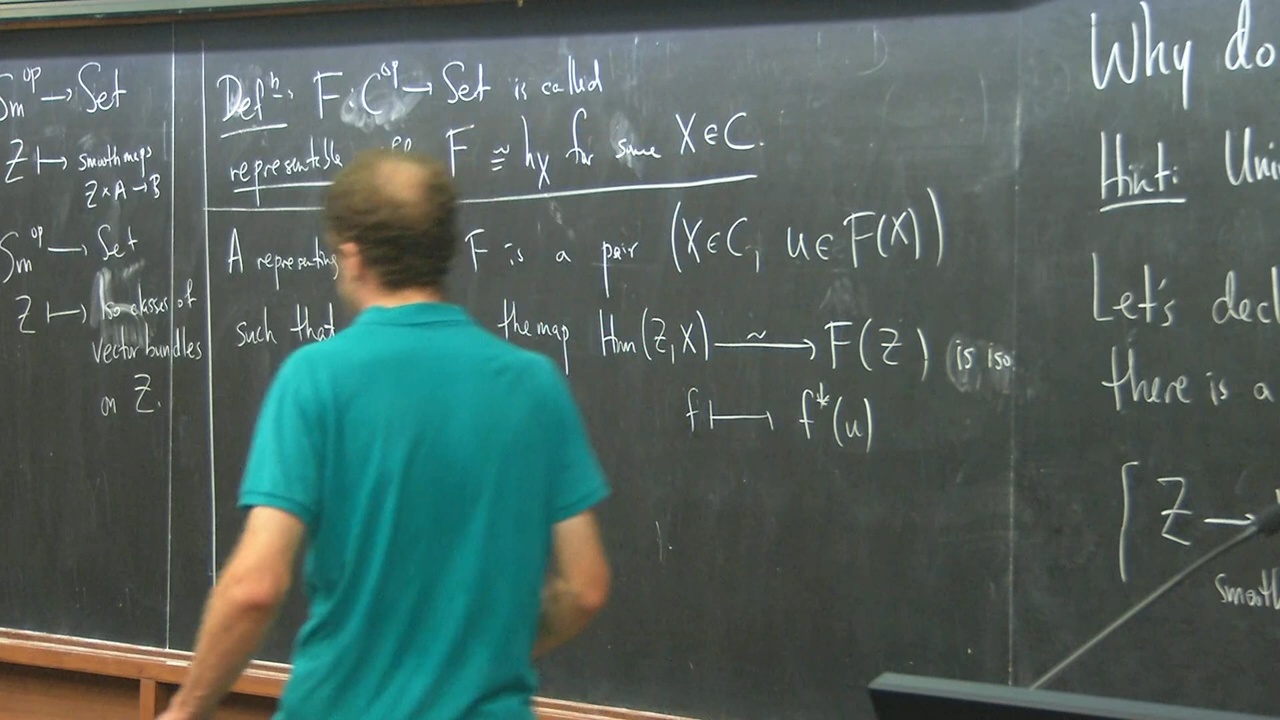 Sm^op → Set
Z ↦ smooth maps
Z × A → B
Sm^op → Set
Z ↦ Iso classes of
vector bundles
on Z.
Defⁿ: F: C^op → Set is called
representable F ≅ h_X for some X ∈ C.
A representing F is a pair (X ∈ C, u ∈ F(X))
such that the map Hom(Z, X) →~ F(Z) is iso
f ↦ f*(u)
Why do
Hint: Uni
Let's decl
there is a
[ Z →
smooth